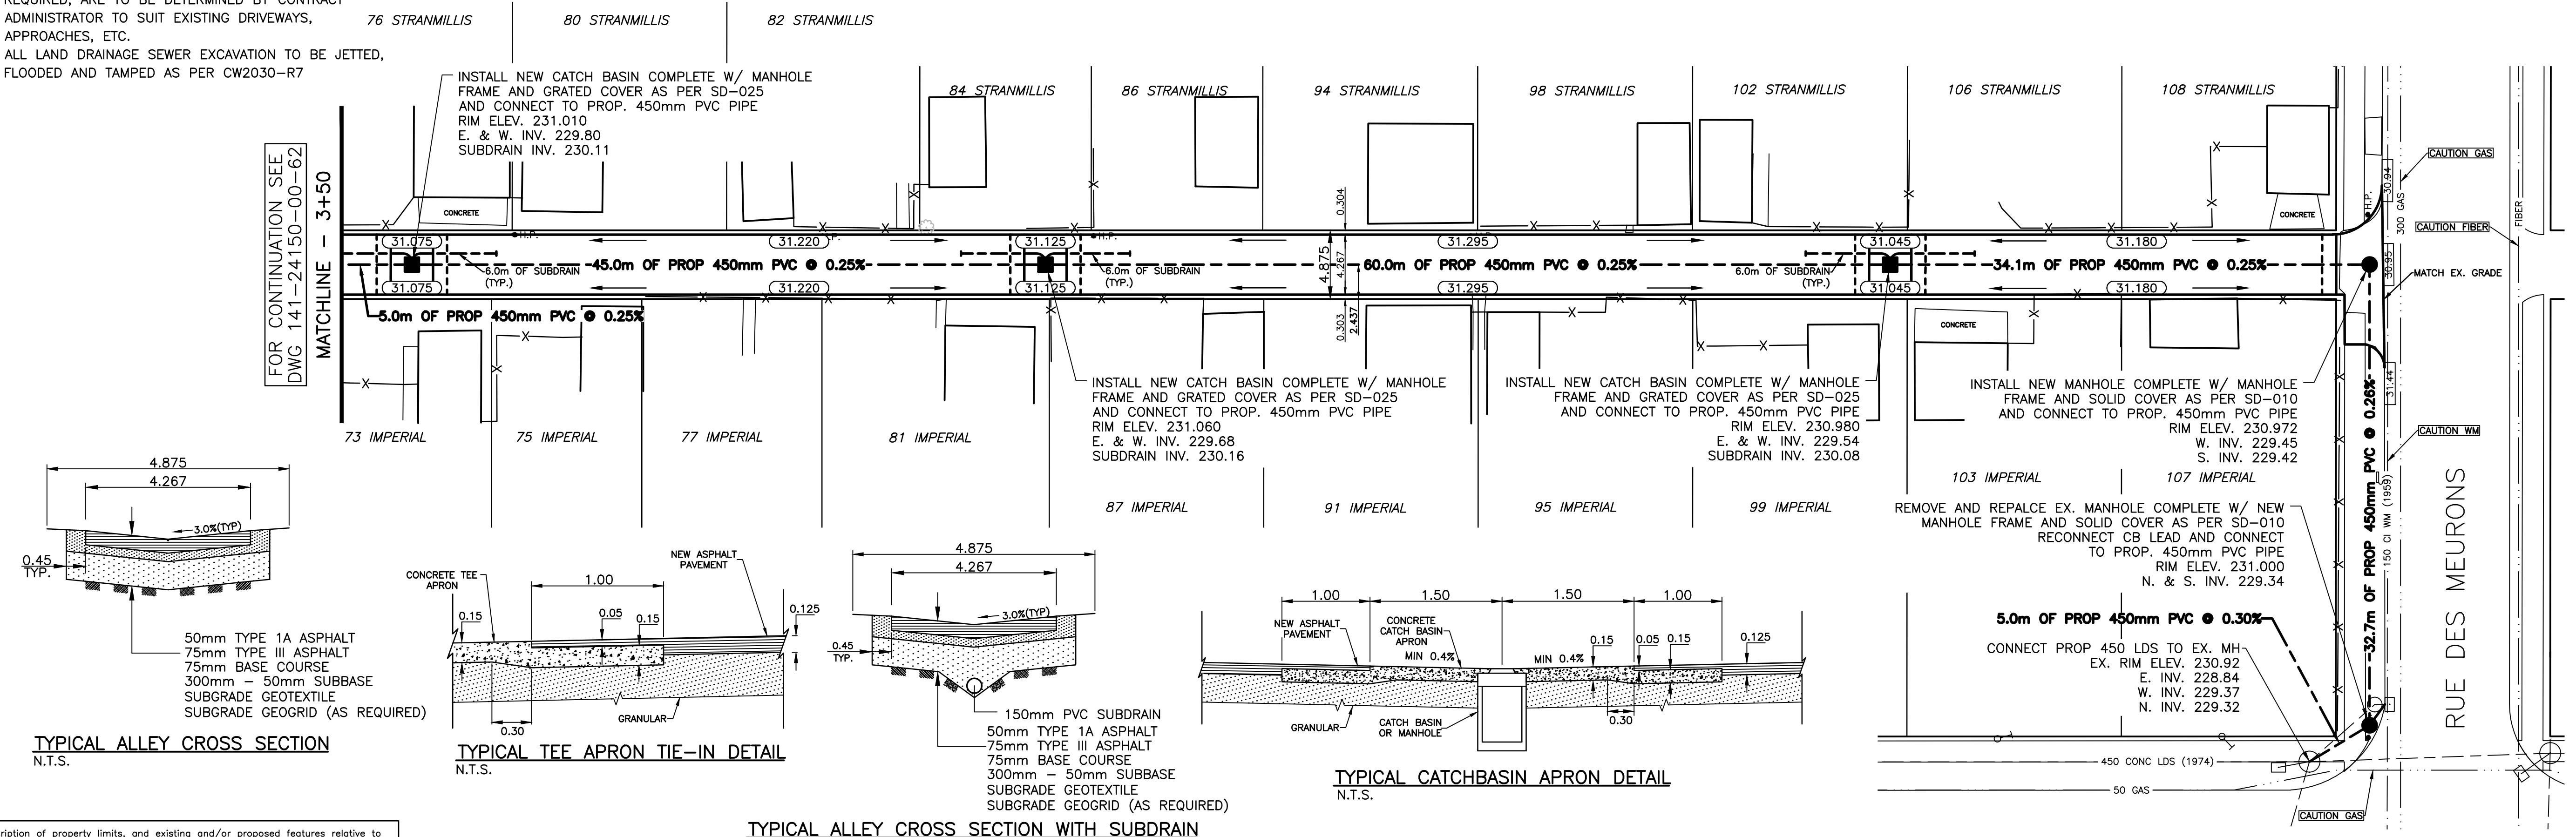 REQUIRED, ARE TO BE DETERMINED BY CONTRACT
ADMINISTRATOR TO SUIT EXISTING DRIVEWAYS,
APPROACHES, ETC.
ALL LAND DRAINAGE SEWER EXCAVATION TO BE JETTED,
FLOODED AND TAMPED AS PER CW2030-R7
76 STRANMILLIS
80 STRANMILLIS
82 STRANMILLIS
84 STRANMILLIS
86 STRANMILLIS
94 STRANMILLIS
98 STRANMILLIS
102 STRANMILLIS
106 STRANMILLIS
108 STRANMILLIS
INSTALL NEW CATCH BASIN COMPLETE W/ MANHOLE
FRAME AND GRATED COVER AS PER SD-025
AND CONNECT TO PROP. 450mm PVC PIPE
RIM ELEV. 231.010
E. & W. INV. 229.80
SUBDRAIN INV. 230.11
FOR CONTINUATION SEE
DWG 141-24150-00-62
MATCHLINE - 3+50
CONCRETE
CONCRETE
H.P.
H.P.
H.P.
31.075
31.220
31.125
31.295
31.045
31.180
6.0m OF SUBDRAIN
(TYP.)
45.0m OF PROP 450mm PVC @ 0.25%
6.0m OF SUBDRAIN
(TYP.)
60.0m OF PROP 450mm PVC @ 0.25%
6.0m OF SUBDRAIN
(TYP.)
34.1m OF PROP 450mm PVC @ 0.25%
31.075
31.220
31.125
31.295
31.045
31.180
0.304
4.875
4.267
0.303
2.437
5.0m OF PROP 450mm PVC @ 0.25%
30.94
30.95
31.44
300 GAS
FIBER
CAUTION GAS
CAUTION FIBER
MATCH EX. GRADE
CAUTION WM
CONCRETE
73 IMPERIAL
75 IMPERIAL
77 IMPERIAL
81 IMPERIAL
87 IMPERIAL
91 IMPERIAL
95 IMPERIAL
99 IMPERIAL
103 IMPERIAL
107 IMPERIAL
INSTALL NEW CATCH BASIN COMPLETE W/ MANHOLE
FRAME AND GRATED COVER AS PER SD-025
AND CONNECT TO PROP. 450mm PVC PIPE
RIM ELEV. 231.060
E. & W. INV. 229.68
SUBDRAIN INV. 230.16
INSTALL NEW CATCH BASIN COMPLETE W/ MANHOLE
FRAME AND GRATED COVER AS PER SD-025
AND CONNECT TO PROP. 450mm PVC PIPE
RIM ELEV. 230.980
E. & W. INV. 229.54
SUBDRAIN INV. 230.08
INSTALL NEW MANHOLE COMPLETE W/ MANHOLE
FRAME AND SOLID COVER AS PER SD-010
AND CONNECT TO PROP. 450mm PVC PIPE
RIM ELEV. 230.972
W. INV. 229.45
S. INV. 229.42
REMOVE AND REPALCE EX. MANHOLE COMPLETE W/ NEW
MANHOLE FRAME AND SOLID COVER AS PER SD-010
RECONNECT CB LEAD AND CONNECT
TO PROP. 450mm PVC PIPE
RIM ELEV. 231.000
N. & S. INV. 229.34
5.0m OF PROP 450mm PVC @ 0.30%
CONNECT PROP 450 LDS TO EX. MH
EX. RIM ELEV. 230.92
E. INV. 228.84
W. INV. 229.37
N. INV. 229.32
32.7m OF PROP 450mm PVC @ 0.26%
150 CI WM (1959)
RUE DES MEURONS
450 CONC LDS (1974)
50 GAS
CAUTION GAS
4.875
4.267
3.0%(TYP)
0.45
TYP.
50mm TYPE 1A ASPHALT
75mm TYPE III ASPHALT
75mm BASE COURSE
300mm - 50mm SUBBASE
SUBGRADE GEOTEXTILE
SUBGRADE GEOGRID (AS REQUIRED)
TYPICAL ALLEY CROSS SECTION
N.T.S.
NEW ASPHALT
PAVEMENT
CONCRETE TEE
APRON
1.00
0.15
0.05
0.15
0.125
0.30
GRANULAR
TYPICAL TEE APRON TIE-IN DETAIL
N.T.S.
4.875
4.267
3.0%(TYP)
0.45
TYP.
150mm PVC SUBDRAIN
50mm TYPE 1A ASPHALT
75mm TYPE III ASPHALT
75mm BASE COURSE
300mm - 50mm SUBBASE
SUBGRADE GEOTEXTILE
SUBGRADE GEOGRID (AS REQUIRED)
TYPICAL ALLEY CROSS SECTION WITH SUBDRAIN
1.00
1.50
1.50
1.00
NEW ASPHALT
PAVEMENT
CONCRETE
CATCH BASIN
APRON
MIN 0.4%
MIN 0.4%
0.15
0.05
0.15
0.125
0.30
GRANULAR
CATCH BASIN
OR MANHOLE
TYPICAL CATCHBASIN APRON DETAIL
N.T.S.
ription of property limits, and existing and/or proposed features relative to